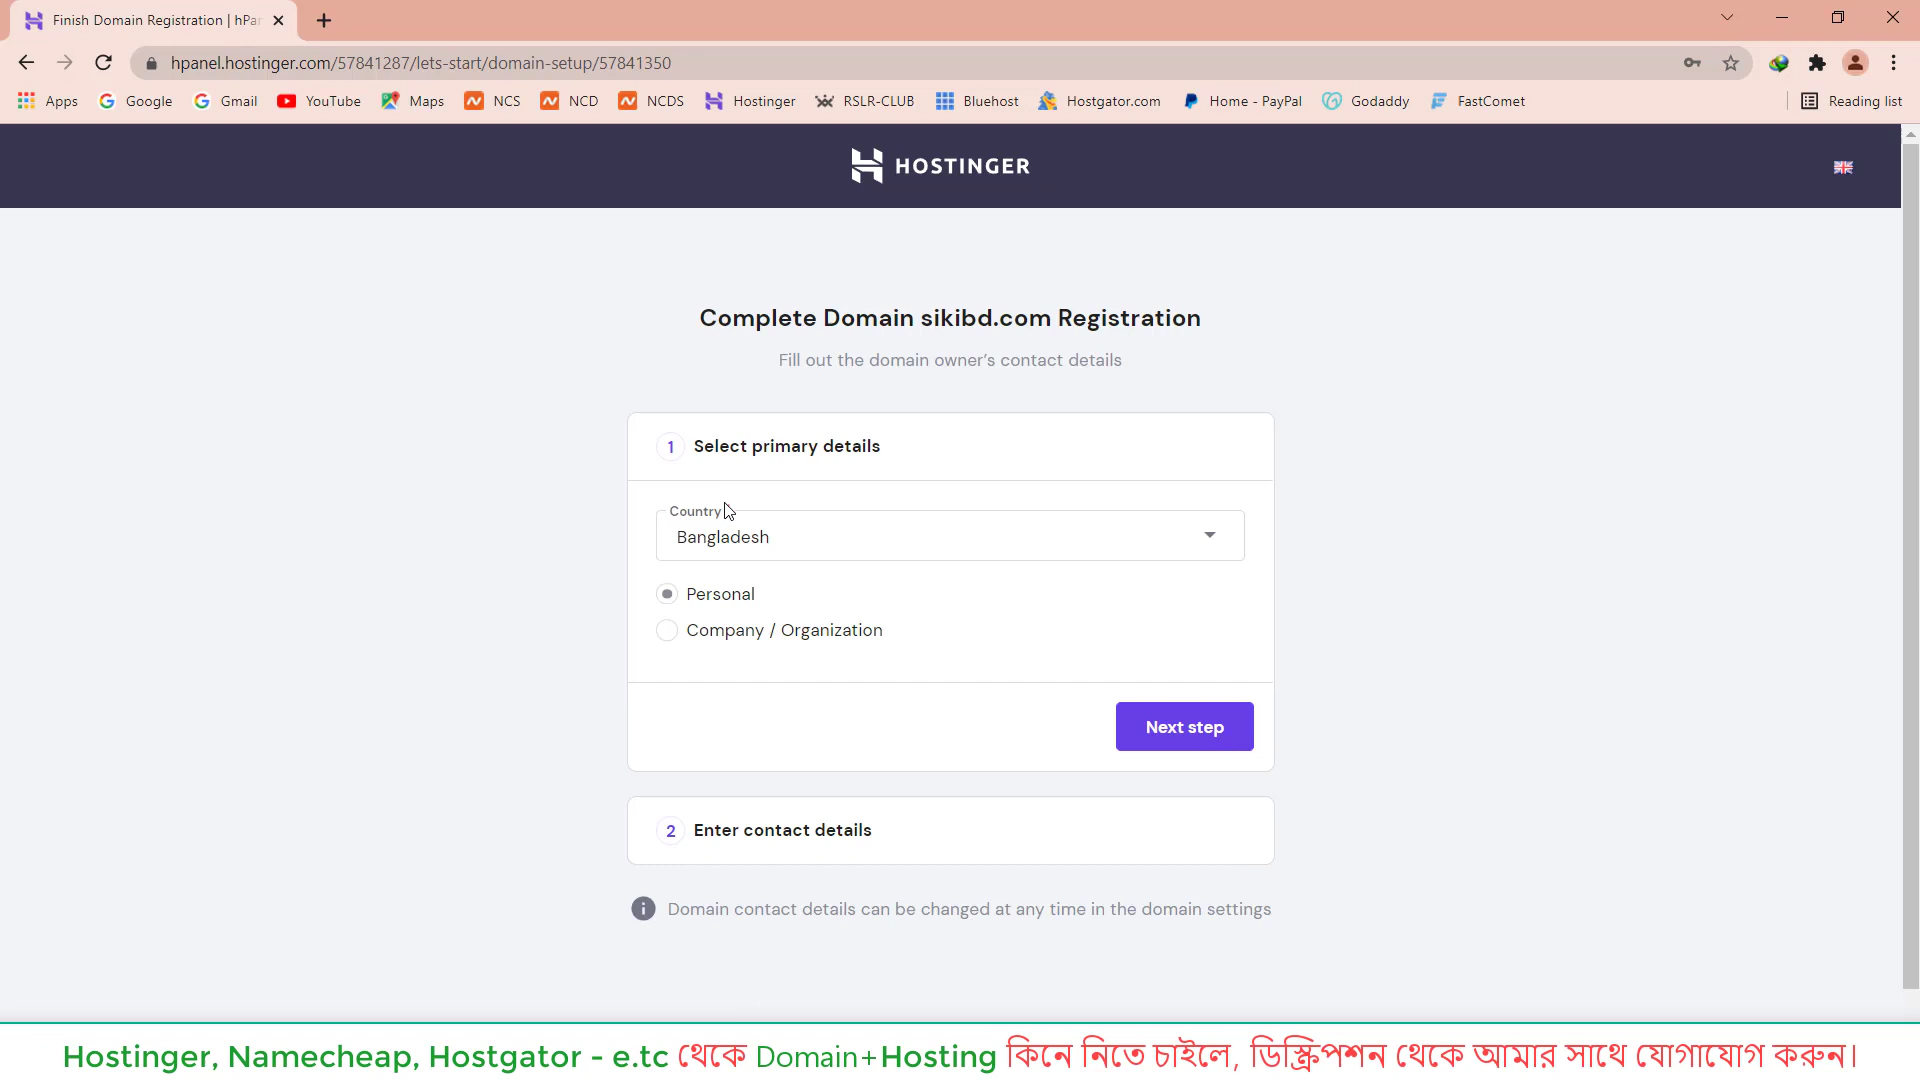 Finish Domain Registration | hPa
hpanel.hostinger.com/57841287/lets-start/domain-setup/57841350
Apps Google Gmail YouTube Maps NCS NCD NCDS Hostinger RSLR-CLUB Bluehost Hostgator.com Home - PayPal Godaddy FastComet Reading list
HOSTINGER
Complete Domain sikibd.com Registration
Fill out the domain owner's contact details
1 Select primary details
Country
Bangladesh
Personal
Company / Organization
Next step
2 Enter contact details
Domain contact details can be changed at any time in the domain settings
Hostinger, Namecheap, Hostgator - e.tc থেকে Domain+Hosting কিনে নিতে চাইলে, ডিস্ক্রিপশন থেকে আমার সাথে যোগাযোগ করুন।